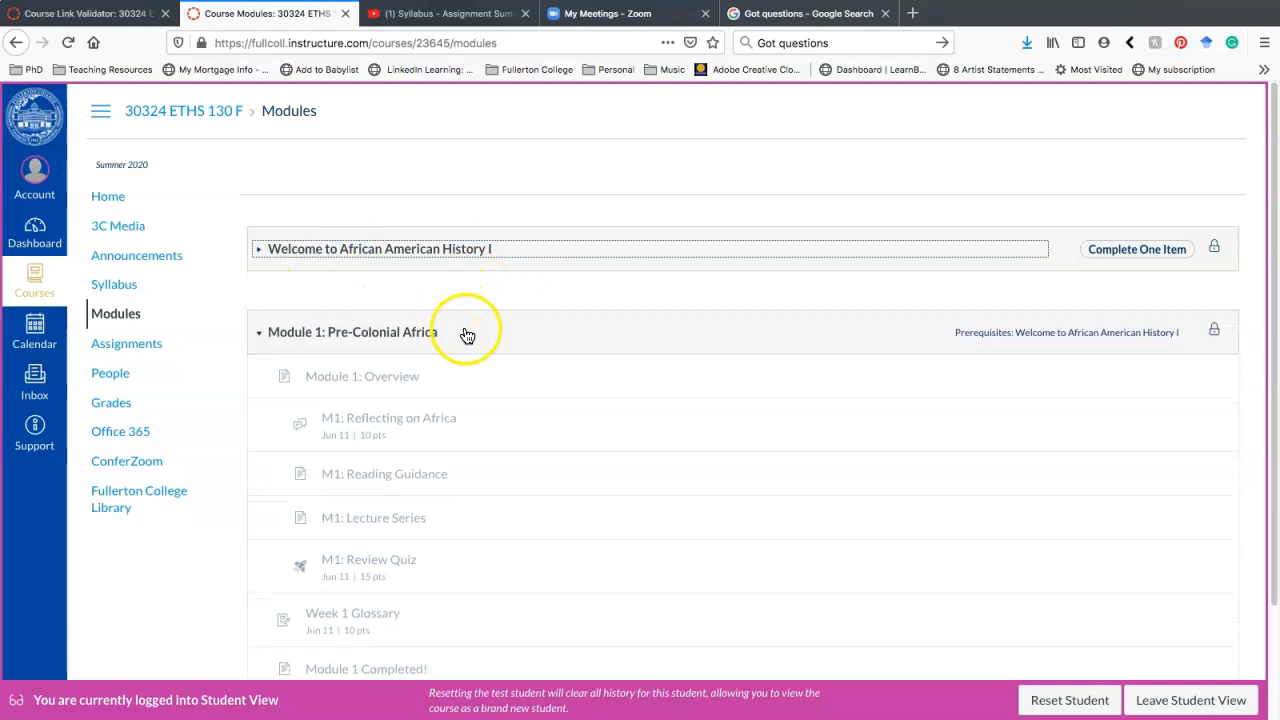 Course Link Validator: 30324 ETHS
Course Modules: 30324 ETHS 1
(1) Syllabus - Assignment Sum
My Meetings - Zoom
Got questions - Google Search
https://fullcoll.instructure.com/courses/23645/modules
Got questions
PhD
Teaching Resources
My Mortgage Info - ...
Add to Babylist
LinkedIn Learning: ...
Fullerton College
Personal
Music
Adobe Creative Clo...
Dashboard | LearnB...
8 Artist Statements ...
Most Visited
My subscription
30324 ETHS 130 F > Modules
Summer 2020
Account
Dashboard
Courses
Calendar
Inbox
Support
Home
3C Media
Announcements
Syllabus
Modules
Assignments
People
Grades
Office 365
ConferZoom
Fullerton College
Library
Welcome to African American History I
Complete One Item
Module 1: Pre-Colonial Africa
Prerequisites: Welcome to African American History I
Module 1: Overview
M1: Reflecting on Africa
Jun 11 | 10 pts
M1: Reading Guidance
M1: Lecture Series
M1: Review Quiz
Jun 11 | 15 pts
Week 1 Glossary
Jun 11 | 10 pts
Module 1 Completed!
You are currently logged into Student View
Resetting the test student will clear all history for this student, allowing you to view the
course as a brand new student.
Reset Student
Leave Student View